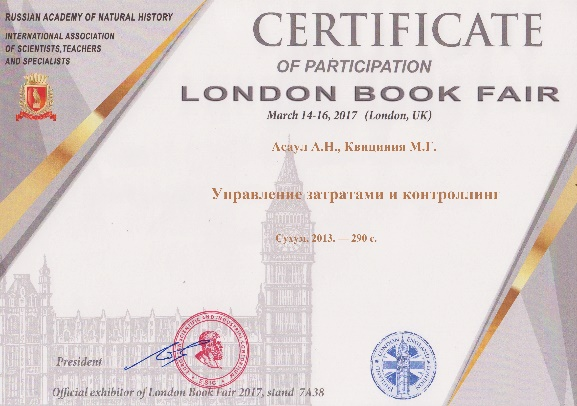 RUSSIAN ACADEMY OF NATURAL HISTORY
INTERNATIONAL ASSOCIATION
OF SCIENTISTS, TEACHERS
AND SPECIALISTS
CERTIFICATE
OF PARTICIPATION
LONDON BOOK FAIR
March 14-16, 2017 (London, UK)
Асаул А.Н., Квициния М.Г.
Управление затратами и контроллинг
Сухум, 2013. — 290 с.
President
Official exhibitor of London Book Fair 2017, stand 7A38